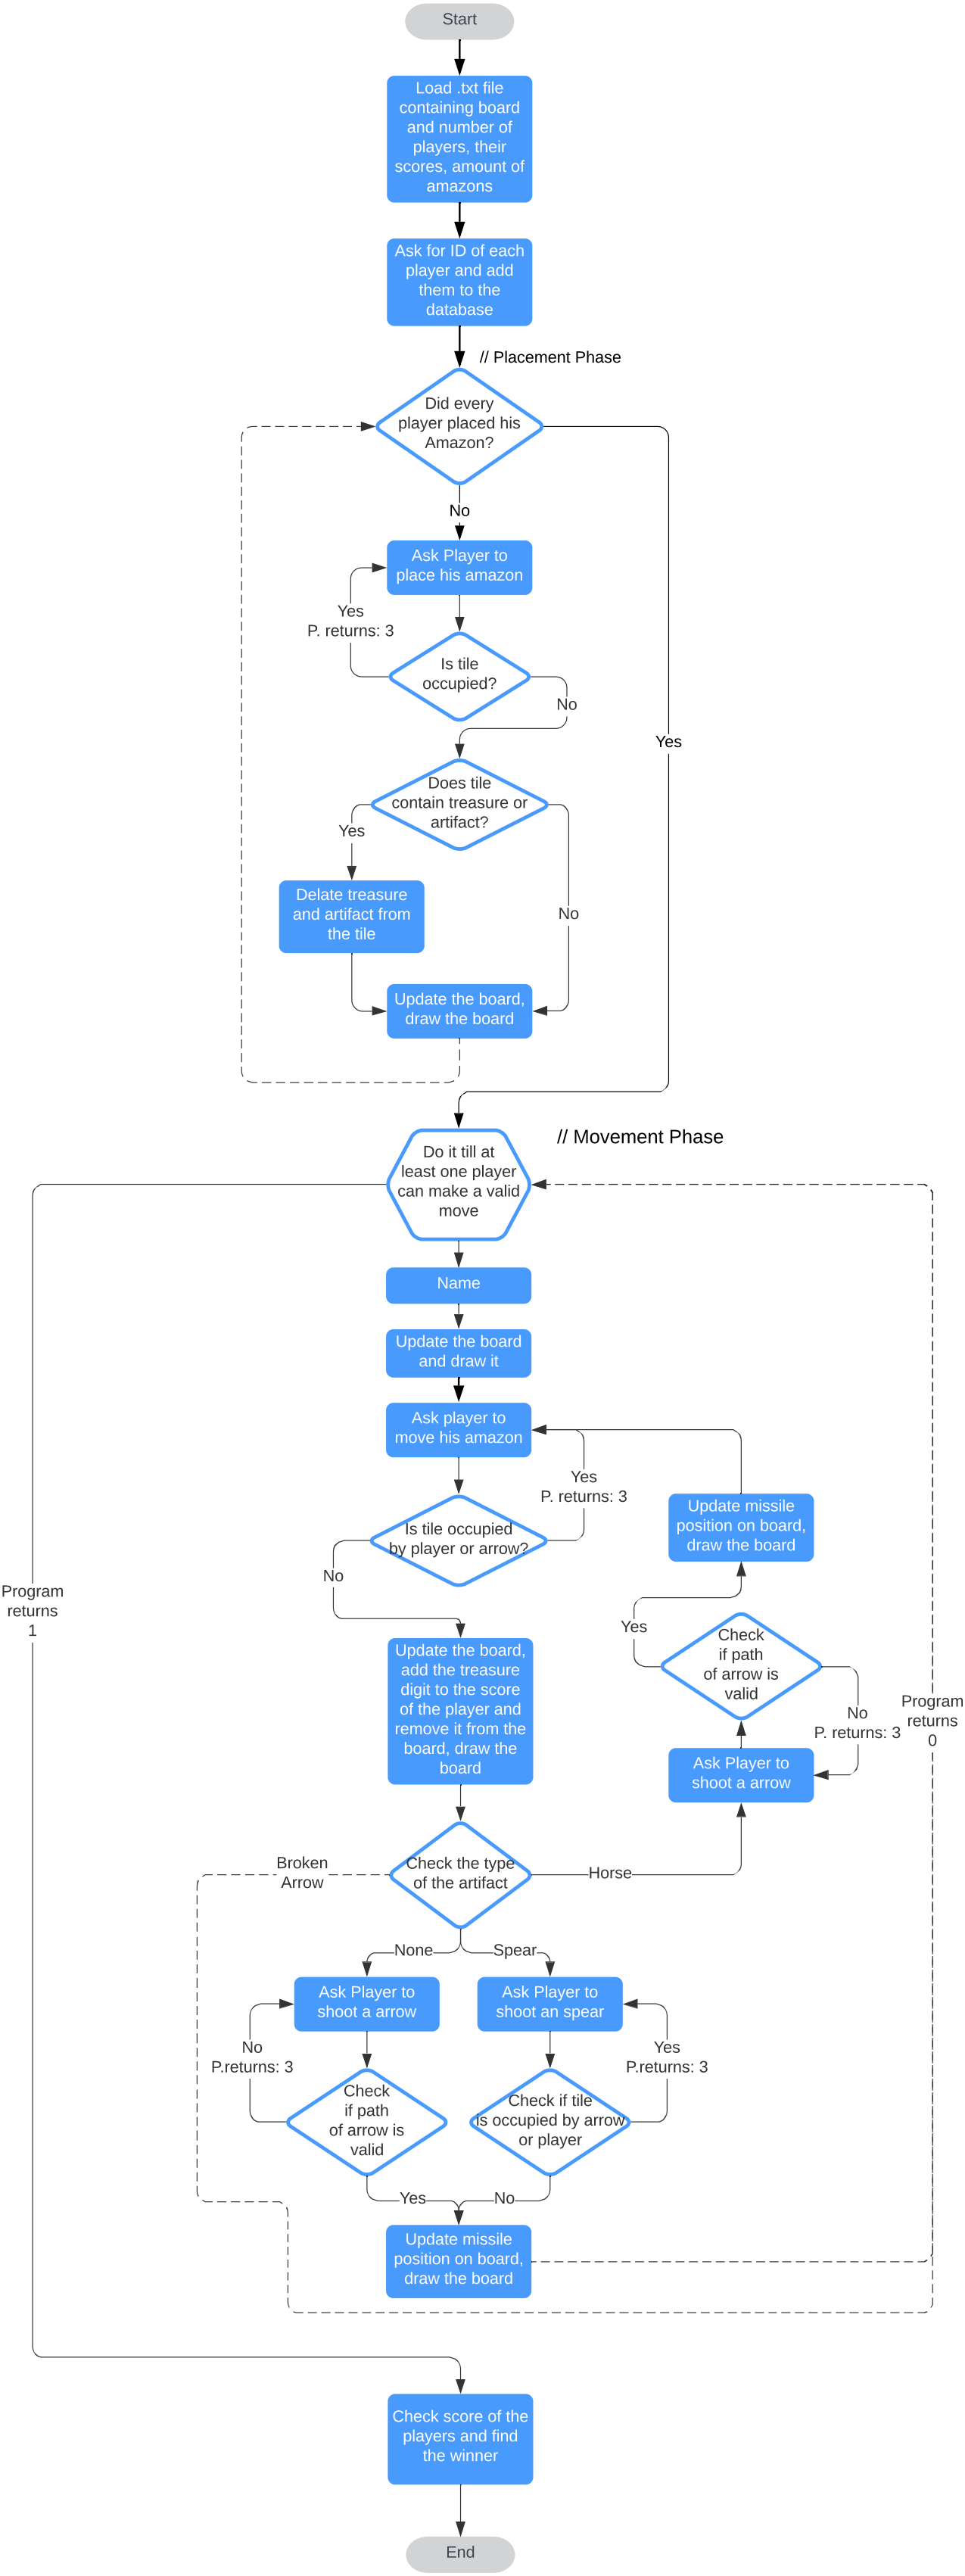 Start
Load .txt file
containing board
and number of
players, their
scores, amount of
amazons
Ask for ID of each
player and add
them to the
database
// Placement Phase
Did every
player placed his
Amazon?
No
Ask Player to
place his amazon
Yes
P. returns: 3
Is tile
occupied?
No
Yes
Does tile
contain treasure or
artifact?
Yes
Delate treasure
and artifact from
the tile
No
Update the board,
draw the board
// Movement Phase
Do it till at
least one player
can make a valid
move
Name
Update the board
and draw it
Ask player to
move his amazon
Yes
P. returns: 3
Update missile
position on board,
draw the board
Is tile occupied
by player or arrow?
No
Program
returns
1
Yes
Check
if path
of arrow is
valid
Update the board,
add the treasure
digit to the score
of the player and
remove it from the
board, draw the
board
No
P. returns: 3
Program
returns
0
Ask Player to
shoot a arrow
Broken
Arrow
Check the type
of the artifact
Horse
None
Spear
Ask Player to
shoot a arrow
Ask Player to
shoot an spear
No
P.returns: 3
Yes
P.returns: 3
Check
if path
of arrow is
valid
Check if tile
is occupied by arrow
or player
Yes
No
Update missile
position on board,
draw the board
Check score of the
players and find
the winner
End